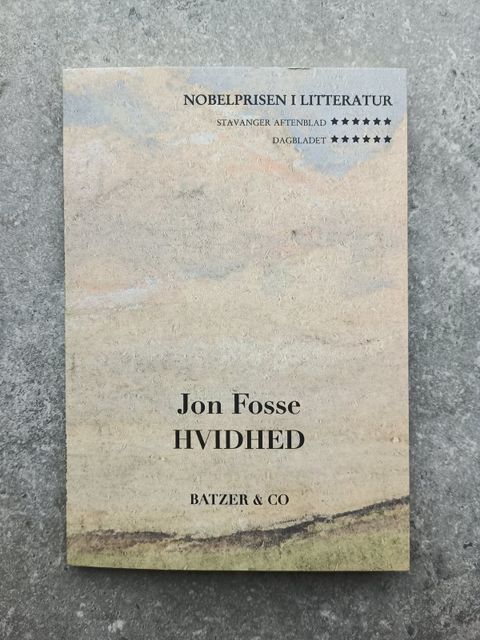 NOBELPRISEN I LITTERATUR
STAVANGER AFTENBLAD ★★★★★★
DAGBLADET ★★★★★★
Jon Fosse
HVIDHED
BATZER & CO